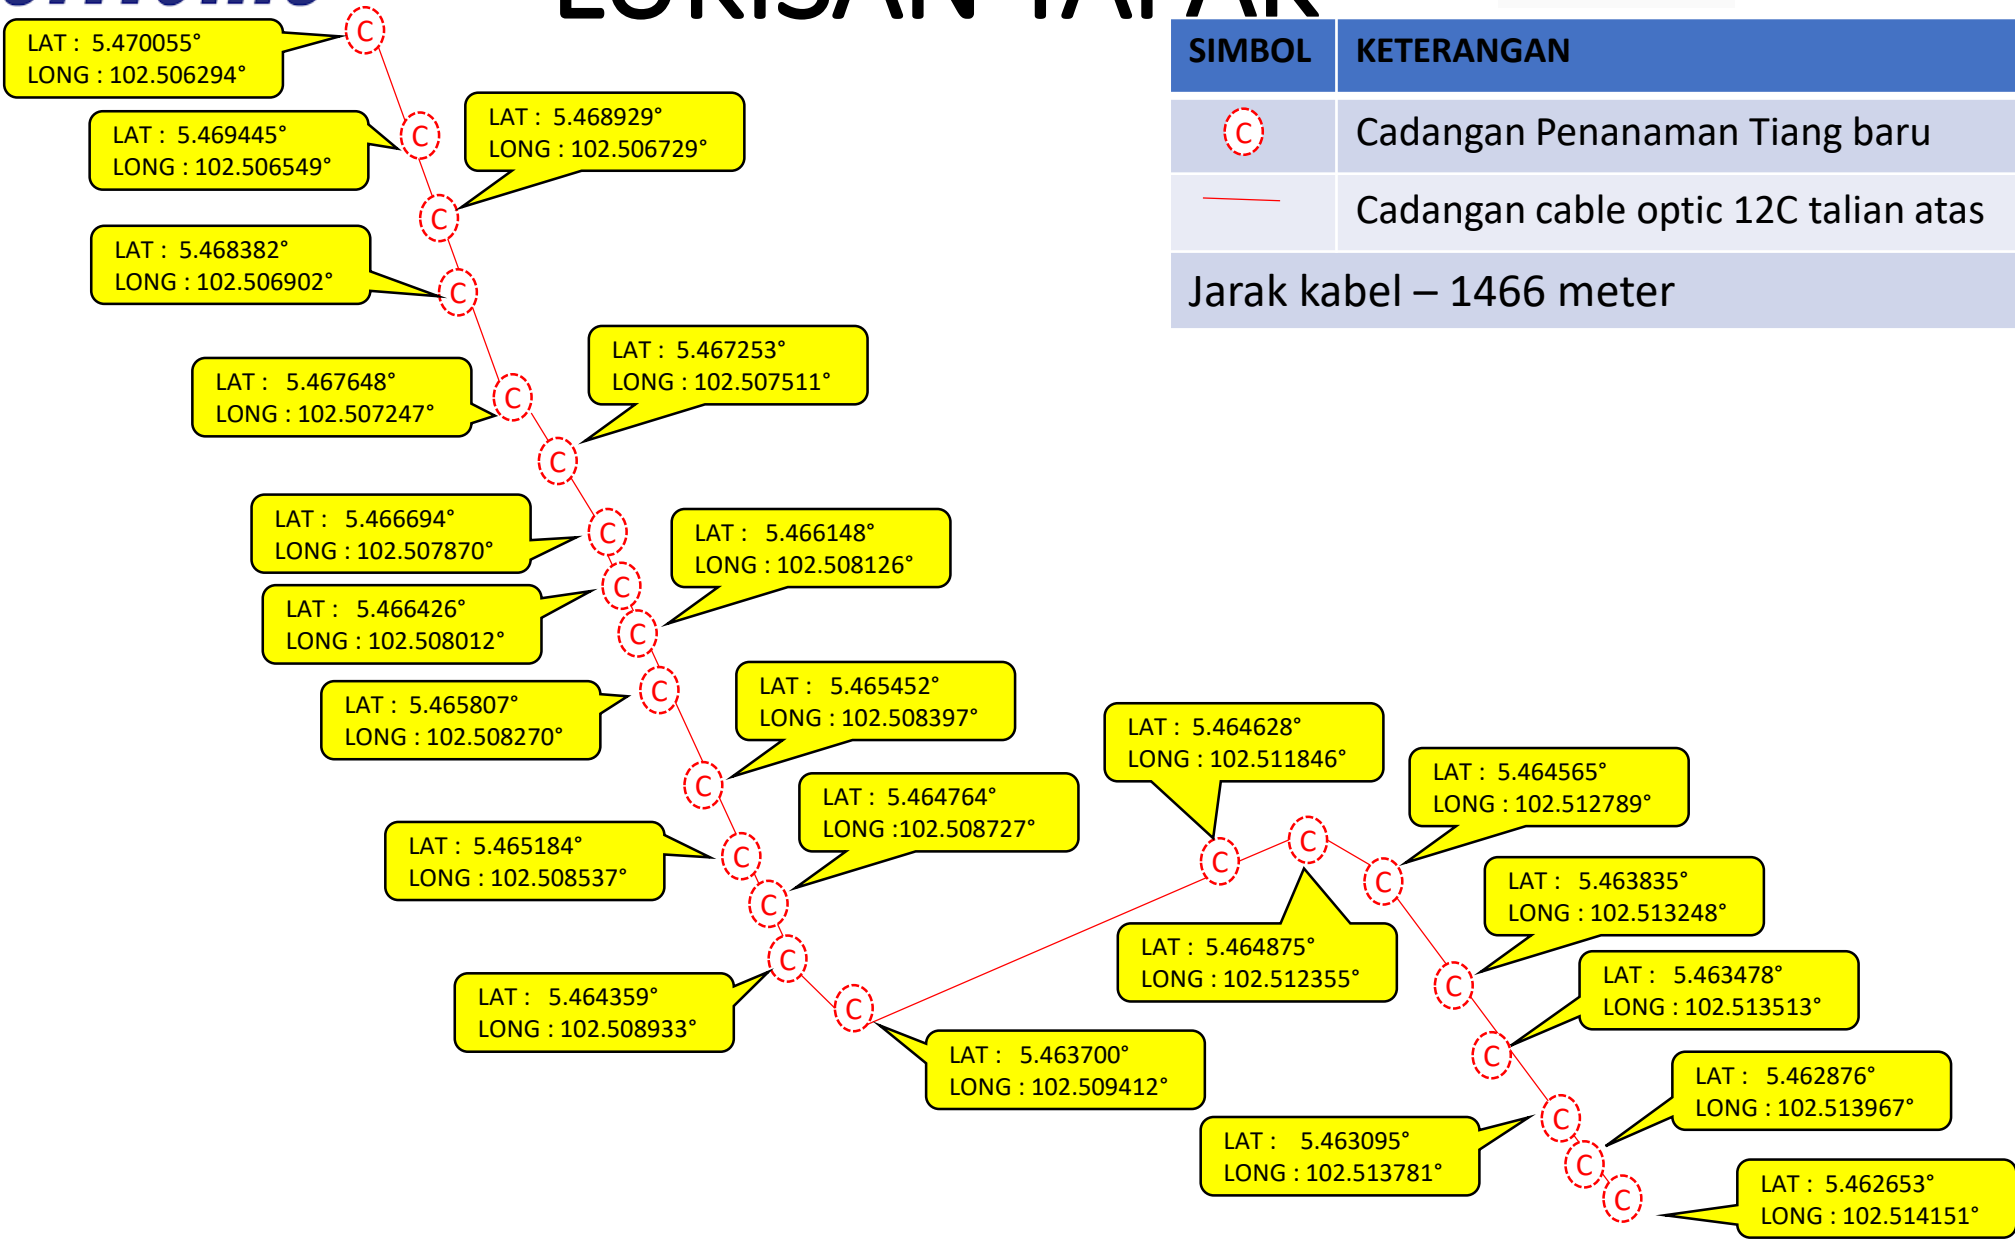 LUKISAN TAPAK
SIMBOL KETERANGAN
C Cadangan Penanaman Tiang baru
Cadangan cable optic 12C talian atas
Jarak kabel – 1466 meter
LAT : 5.470055°
LONG : 102.506294°
C
LAT : 5.469445°
LONG : 102.506549°
C
LAT : 5.468929°
LONG : 102.506729°
C
LAT : 5.468382°
LONG : 102.506902°
C
LAT : 5.467648°
LONG : 102.507247°
C
LAT : 5.467253°
LONG : 102.507511°
C
LAT : 5.466694°
LONG : 102.507870°
C
LAT : 5.466426°
LONG : 102.508012°
C
LAT : 5.466148°
LONG : 102.508126°
C
LAT : 5.465807°
LONG : 102.508270°
C
LAT : 5.465452°
LONG : 102.508397°
C
LAT : 5.465184°
LONG : 102.508537°
C
LAT : 5.464764°
LONG :102.508727°
C
LAT : 5.464359°
LONG : 102.508933°
C
LAT : 5.463700°
LONG : 102.509412°
C
LAT : 5.464628°
LONG : 102.511846°
C
LAT : 5.464875°
LONG : 102.512355°
C
LAT : 5.464565°
LONG : 102.512789°
C
LAT : 5.463835°
LONG : 102.513248°
C
LAT : 5.463478°
LONG : 102.513513°
C
LAT : 5.463095°
LONG : 102.513781°
C
LAT : 5.462876°
LONG : 102.513967°
C
LAT : 5.462653°
LONG : 102.514151°
C